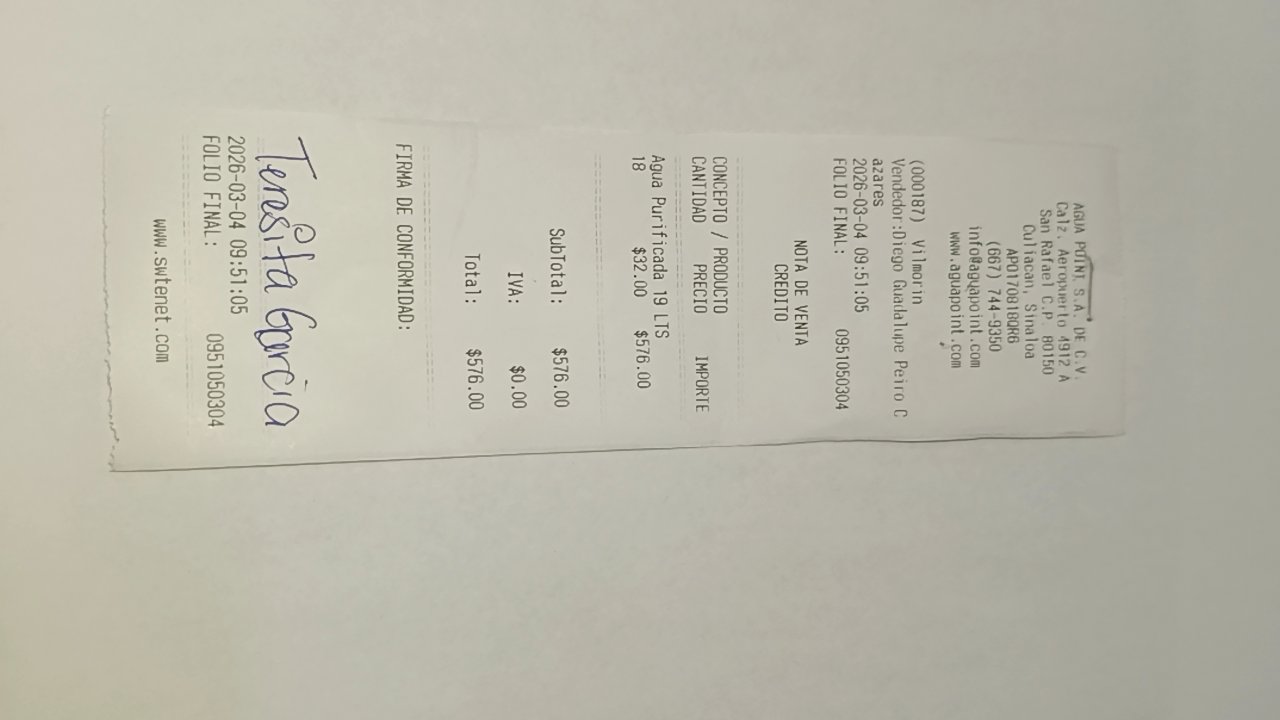 AGUA POINT S.A. DE C.V.
Calz. Aeropuerto 4912 A
San Rafael C.P. 80150
Culiacan, Sinaloa
APO170818QR6
(667) 744-9350
info@aguapoint.com
www.aguapoint.com
(000187) Vilmorin
Vendedor:Diego Guadalupe Peiro C
azares
2026-03-04 09:51:05
FOLIO FINAL: 0951050304
NOTA DE VENTA
CREDITO
CONCEPTO / PRODUCTO
CANTIDAD PRECIO IMPORTE
Agua Purificada 19 LTS
18 $32.00 $576.00
SubTotal: $576.00
IVA: $0.00
Total: $576.00
FIRMA DE CONFORMIDAD:
Teresita Garcia
2026-03-04 09:51:05
FOLIO FINAL: 0951050304
www.swtenet.com